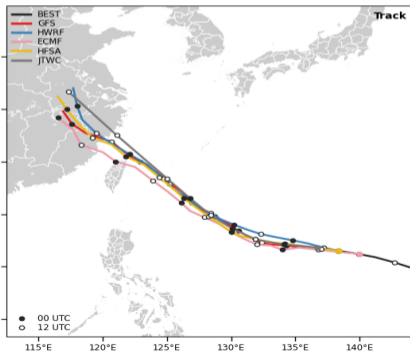 BEST
GFS
HWRF
ECMF
HFSA
JTWC
Track
00 UTC
12 UTC
115°E 120°E 125°E 130°E 135°E 140°E